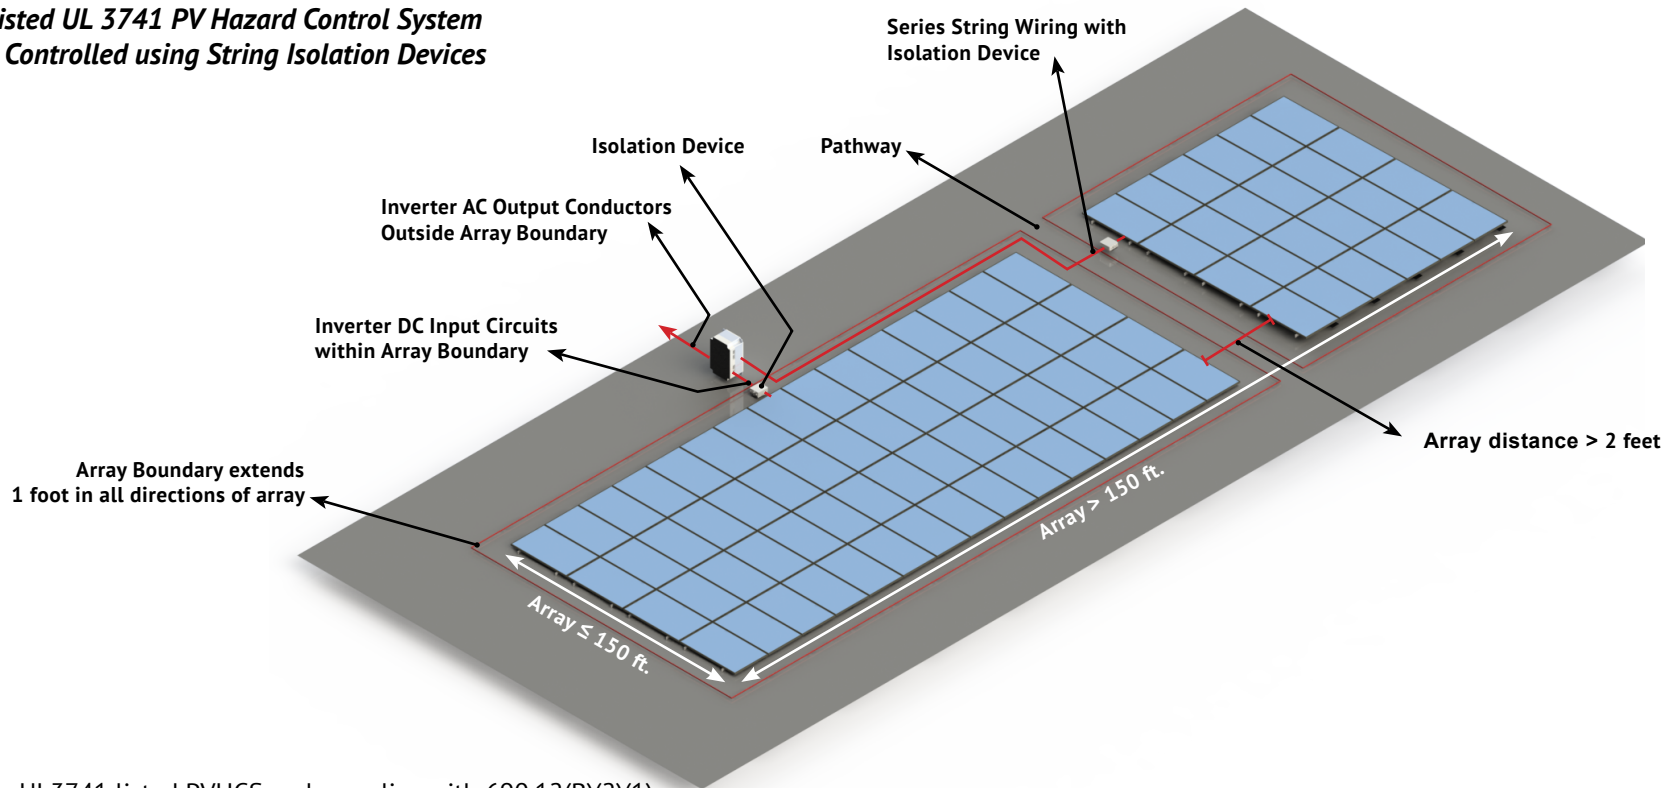 isted UL 3741 PV Hazard Control System
Controlled using String Isolation Devices
Series String Wiring with
Isolation Device
Isolation Device
Pathway
Inverter AC Output Conductors
Outside Array Boundary
Inverter DC Input Circuits
within Array Boundary
Array distance > 2 feet
Array Boundary extends
1 foot in all directions of array
Array > 150 ft.
Array ≤ 150 ft.